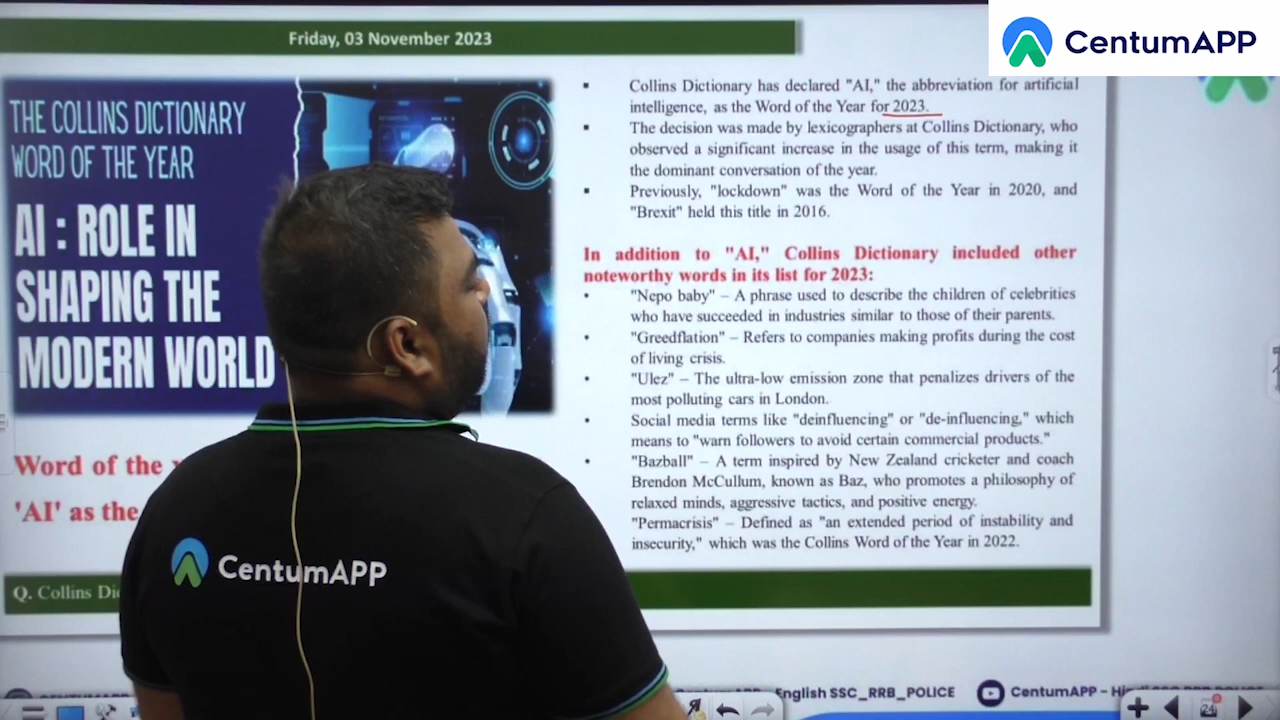 Friday, 03 November 2023
CentumAPP
THE COLLINS DICTIONARY
WORD OF THE YEAR
AI : ROLE IN
SHAPING THE
MODERN WORLD
Word of the
'AI' as the
Collins Dictionary has declared "AI," the abbreviation for artificial
intelligence, as the Word of the Year for 2023.
The decision was made by lexicographers at Collins Dictionary, who
observed a significant increase in the usage of this term, making it
the dominant conversation of the year.
Previously, "lockdown" was the Word of the Year in 2020, and
"Brexit" held this title in 2016.
In addition to "AI," Collins Dictionary included other
noteworthy words in its list for 2023:
"Nepo baby" – A phrase used to describe the children of celebrities
who have succeeded in industries similar to those of their parents.
"Greedflation" – Refers to companies making profits during the cost
of living crisis.
"Ulez" – The ultra-low emission zone that penalizes drivers of the
most polluting cars in London.
Social media terms like "deinfluencing" or "de-influencing," which
means to "warn followers to avoid certain commercial products."
"Bazball" – A term inspired by New Zealand cricketer and coach
Brendon McCullum, known as Baz, who promotes a philosophy of
relaxed minds, aggressive tactics, and positive energy.
"Permacrisis" – Defined as "an extended period of instability and
insecurity," which was the Collins Word of the Year in 2022.
CentumAPP
Q. Collins
English SSC_RRB_POLICE
CentumAPP -
24